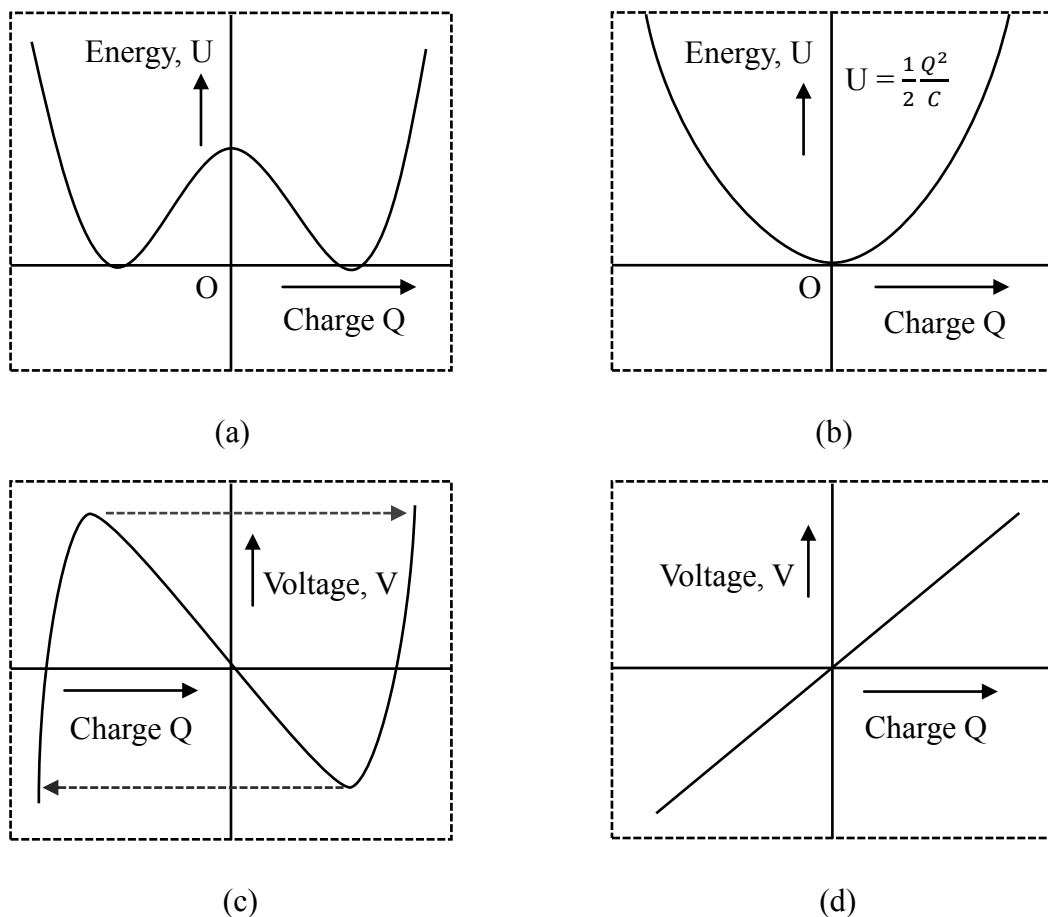 Energy, U
O
Charge Q
(a)
Energy, U
U = 1/2 Q²/C
O
Charge Q
(b)
Voltage, V
Charge Q
(c)
Voltage, V
Charge Q
(d)